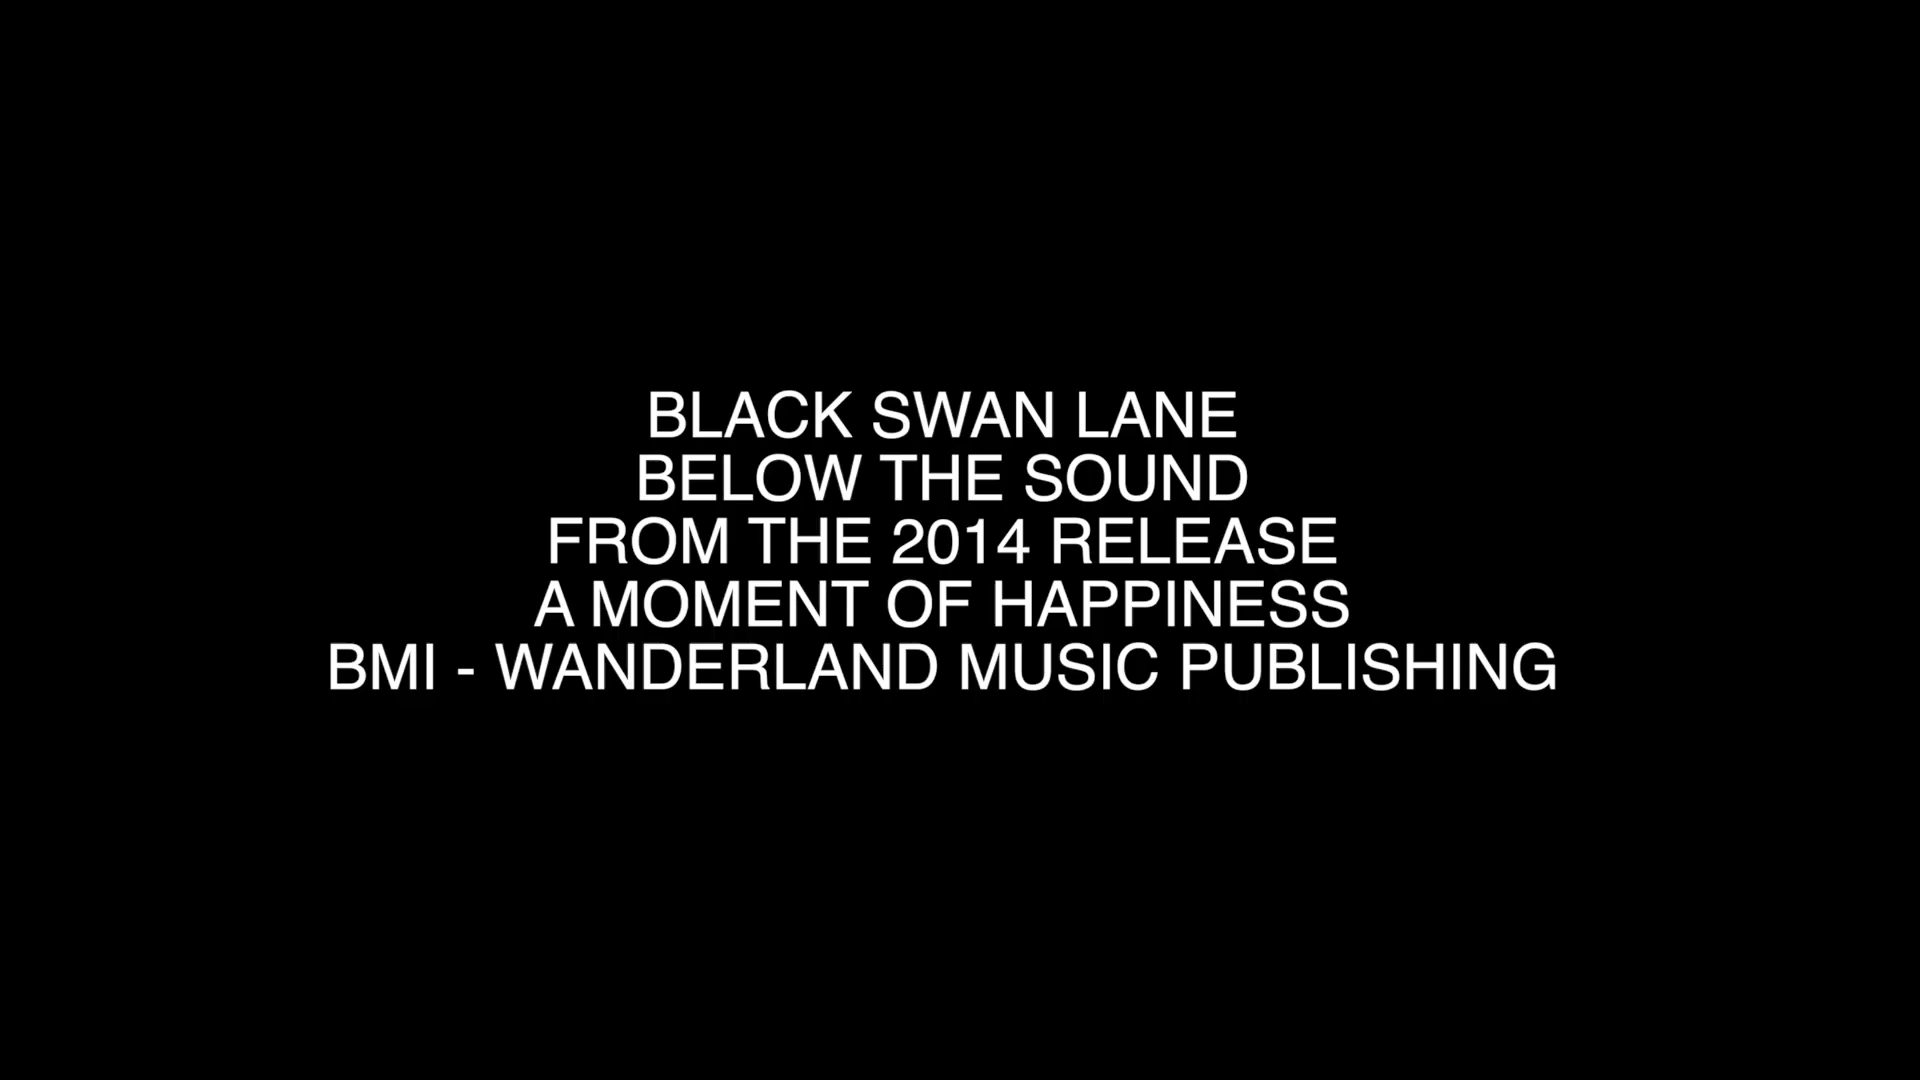 BLACK SWAN LANE
BELOW THE SOUND
FROM THE 2014 RELEASE
A MOMENT OF HAPPINESS
BMI - WANDERLAND MUSIC PUBLISHING